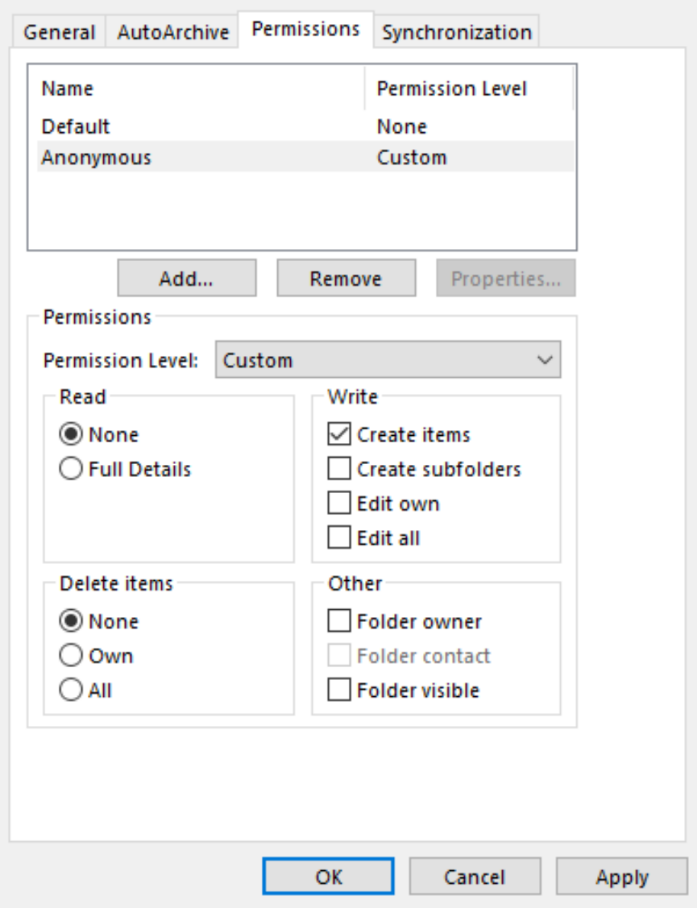 General AutoArchive Permissions Synchronization
Name Permission Level
Default None
Anonymous Custom
Add... Remove Properties...
Permissions
Permission Level: Custom
Read
None
Full Details
Write
Create items
Create subfolders
Edit own
Edit all
Delete items
None
Own
All
Other
Folder owner
Folder contact
Folder visible
OK Cancel Apply